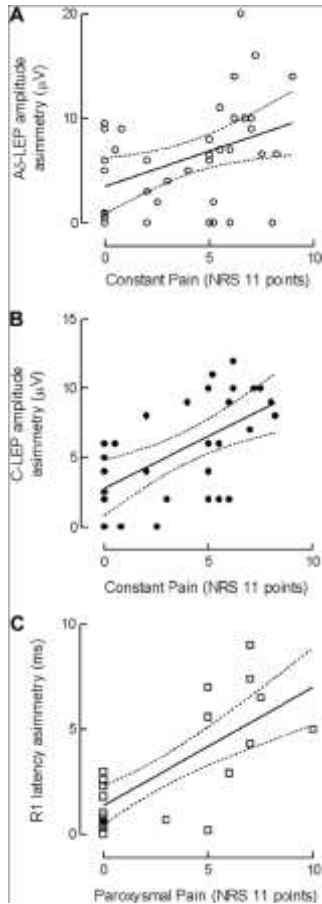 A
Aδ-LEP amplitude
asimmetry (μV)
20
10
0
0
5
10
Constant Pain (NRS 11 points)
B
C-LEP amplitude
asimmetry (μV)
15
10
5
0
0
5
10
Constant Pain (NRS 11 points)
C
R1 latency asimmetry (ms)
10
5
0
0
5
10
Paroxysmal Pain (NRS 11 points)